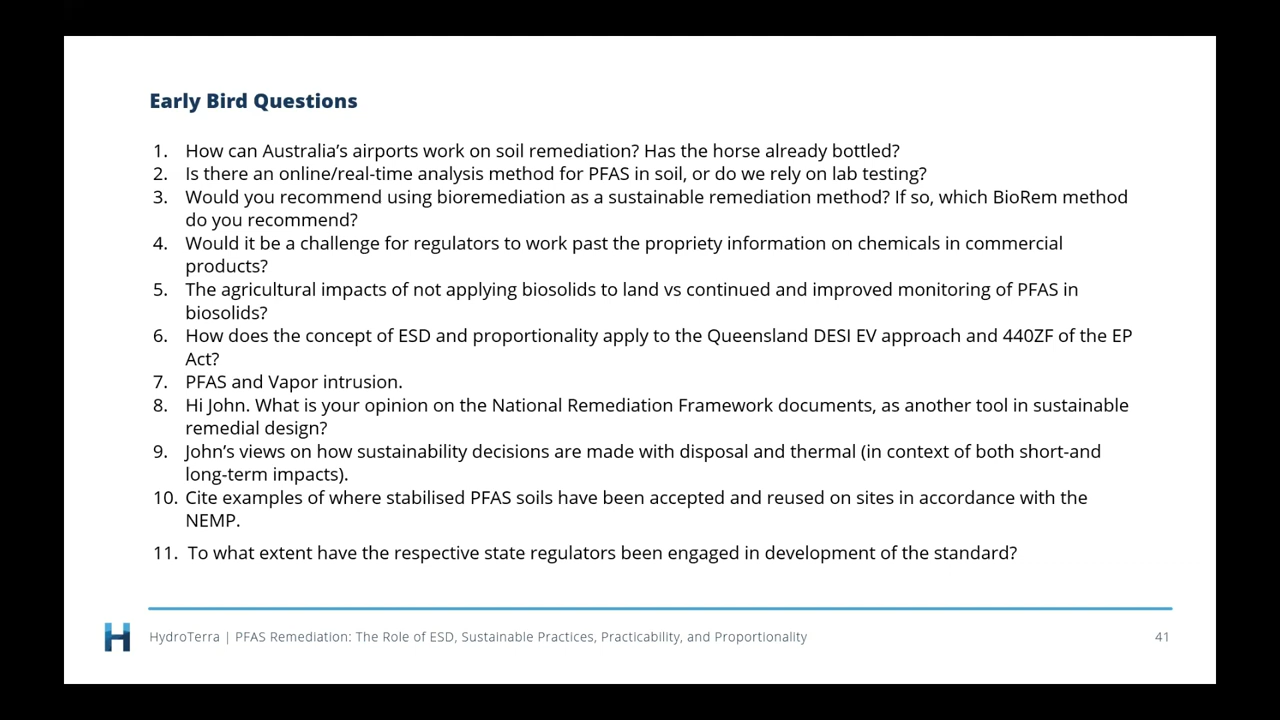 Early Bird Questions
1. How can Australia's airports work on soil remediation? Has the horse already bottled?
2. Is there an online/real-time analysis method for PFAS in soil, or do we rely on lab testing?
3. Would you recommend using bioremediation as a sustainable remediation method? If so, which BioRem method
do you recommend?
4. Would it be a challenge for regulators to work past the propriety information on chemicals in commercial
products?
5. The agricultural impacts of not applying biosolids to land vs continued and improved monitoring of PFAS in
biosolids?
6. How does the concept of ESD and proportionality apply to the Queensland DESI EV approach and 440ZF of the EP
Act?
7. PFAS and Vapor intrusion.
8. Hi John. What is your opinion on the National Remediation Framework documents, as another tool in sustainable
remedial design?
9. John's views on how sustainability decisions are made with disposal and thermal (in context of both short-and
long-term impacts).
10. Cite examples of where stabilised PFAS soils have been accepted and reused on sites in accordance with the
NEMP.
11. To what extent have the respective state regulators been engaged in development of the standard?
H HydroTerra | PFAS Remediation: The Role of ESD, Sustainable Practices, Practicability, and Proportionality 41